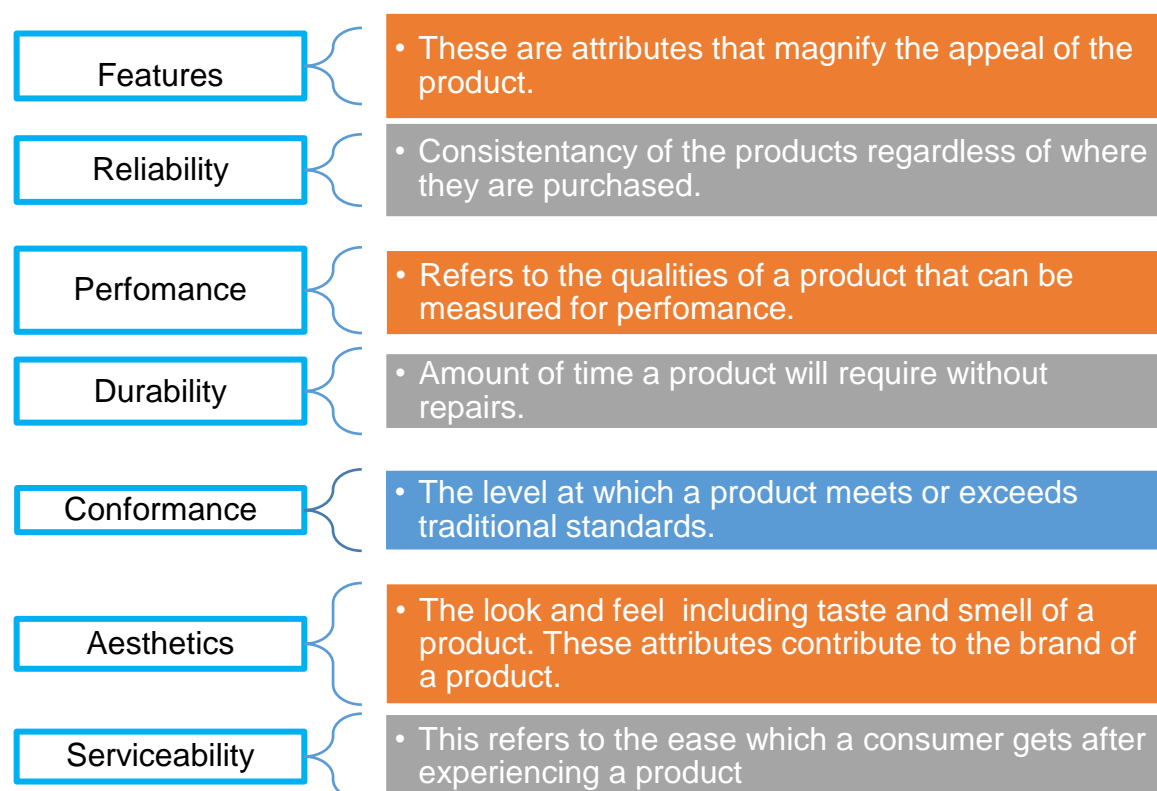 Features
• These are attributes that magnify the appeal of the
product.
Reliability
• Consistentancy of the products regardless of where
they are purchased.
Perfomance
• Refers to the qualities of a product that can be
measured for perfomance.
Durability
• Amount of time a product will require without
repairs.
Conformance
• The level at which a product meets or exceeds
traditional standards.
Aesthetics
• The look and feel  including taste and smell of a
product. These attributes contribute to the brand of
a product.
Serviceability
• This refers to the ease which a consumer gets after
experiencing a product